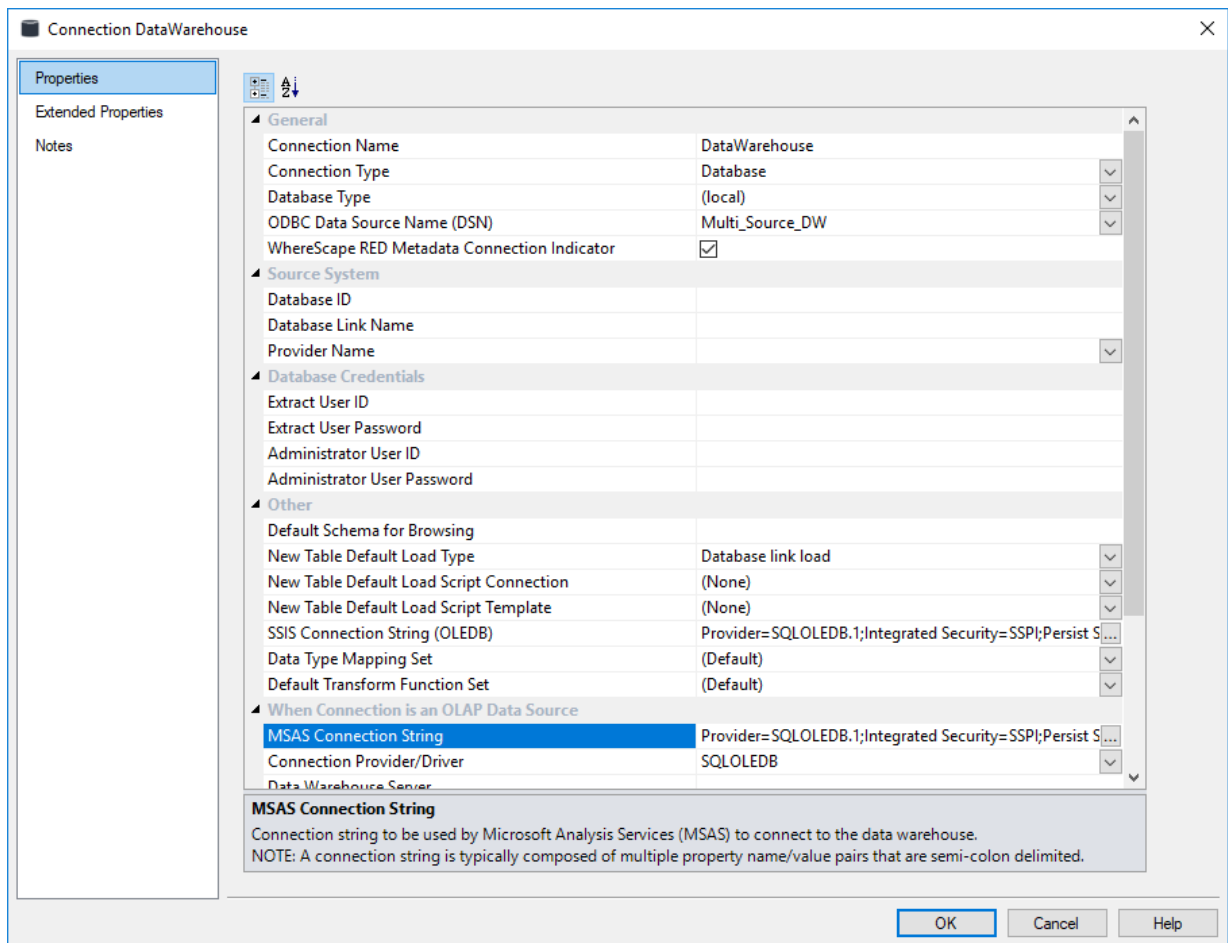 Connection DataWarehouse
Properties
Extended Properties
Notes
General
Connection Name DataWarehouse
Connection Type Database
Database Type (local)
ODBC Data Source Name (DSN) Multi_Source_DW
WhereScape RED Metadata Connection Indicator
Source System
Database ID
Database Link Name
Provider Name
Database Credentials
Extract User ID
Extract User Password
Administrator User ID
Administrator User Password
Other
Default Schema for Browsing
New Table Default Load Type Database link load
New Table Default Load Script Connection (None)
New Table Default Load Script Template (None)
SSIS Connection String (OLEDB) Provider=SQLOLEDB.1;Integrated Security=SSPI;Persist S...
Data Type Mapping Set (Default)
Default Transform Function Set (Default)
When Connection is an OLAP Data Source
MSAS Connection String Provider=SQLOLEDB.1;Integrated Security=SSPI;Persist S...
Connection Provider/Driver SQLOLEDB
Data Warehouse Server
MSAS Connection String
Connection string to be used by Microsoft Analysis Services (MSAS) to connect to the data warehouse.
NOTE: A connection string is typically composed of multiple property name/value pairs that are semi-colon delimited.
OK Cancel Help